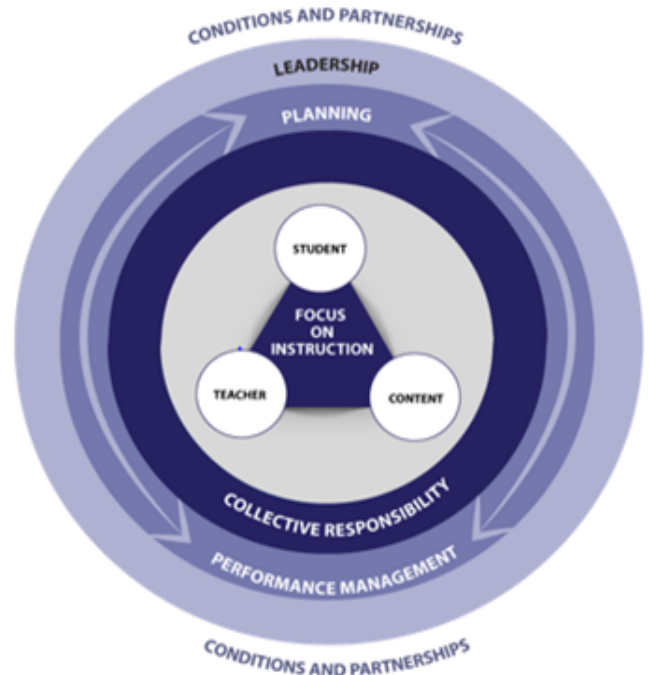 CONDITIONS AND PARTNERSHIPS
LEADERSHIP
PLANNING
STUDENT
FOCUS
ON
INSTRUCTION
TEACHER
CONTENT
COLLECTIVE RESPONSIBILITY
PERFORMANCE MANAGEMENT
CONDITIONS AND PARTNERSHIPS